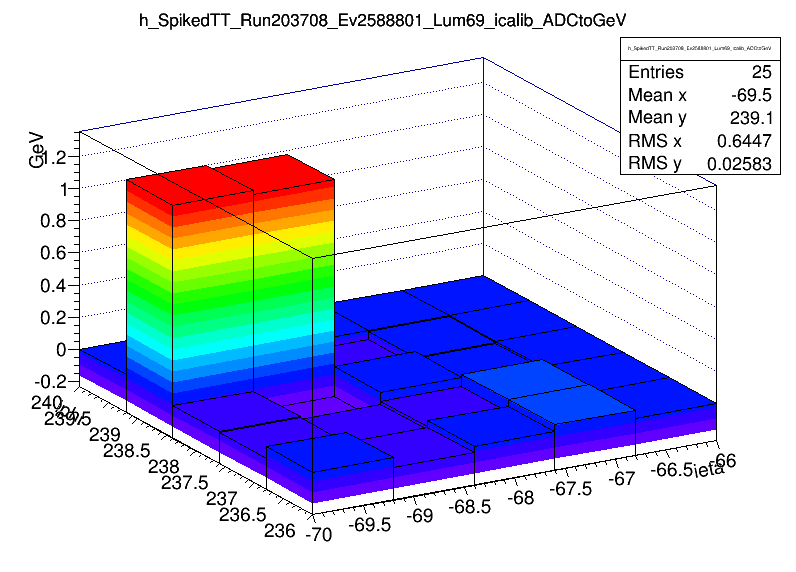 h_SpikedTT_Run203708_Ev2588801_Lum69_icalib_ADCtoGeV
h_SpikedTT_Run203708_Ev2588801_Lum69_icalib_ADCtoGeV
Entries 25
Mean x -69.5
Mean y 239.1
RMS x 0.6447
RMS y 0.02583
GeV
1.2
1
0.8
0.6
0.4
0.2
0
-0.2
240
239.5
239
238.5
238
237.5
237
236.5
236
-70
-69.5
-69
-68.5
-68
-67.5
-67
-66.5
-66
ieta